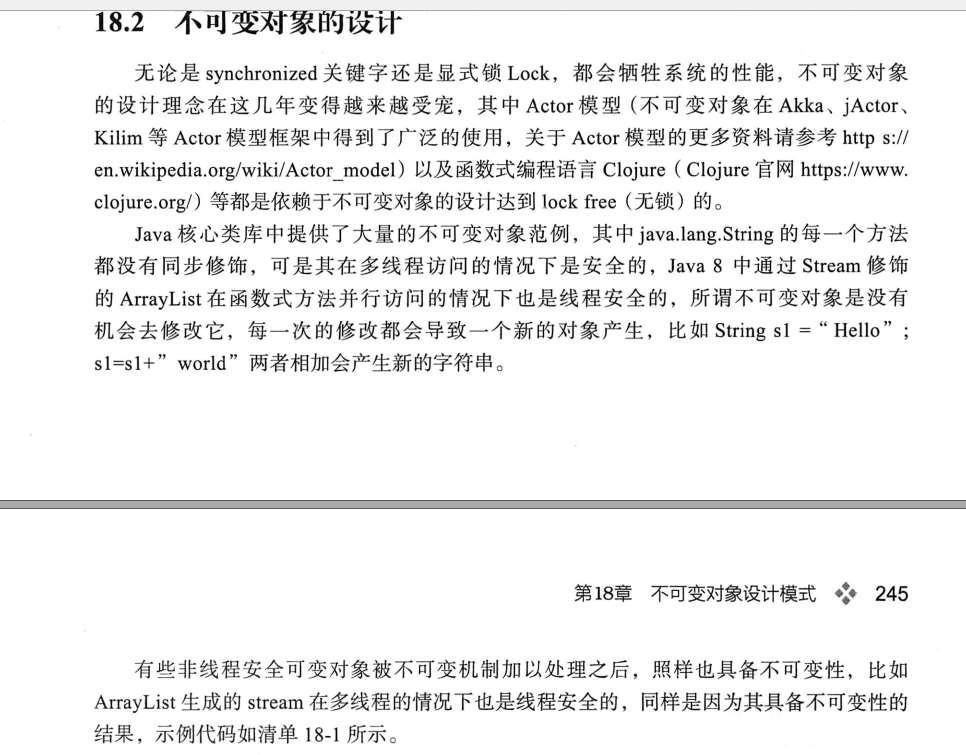 18.2 不可变对象的设计
无论是 synchronized 关键字还是显式锁 Lock，都会牺牲系统的性能，不可变对象
的设计理念在这几年变得越来越受宠，其中 Actor 模型（不可变对象在 Akka、jActor、
Kilim 等 Actor 模型框架中得到了广泛的使用，关于 Actor 模型的更多资料请参考 http s://
en.wikipedia.org/wiki/Actor_model）以及函数式编程语言 Clojure（Clojure 官网 https://www.
clojure.org/）等都是依赖于不可变对象的设计达到 lock free（无锁）的。
Java 核心类库中提供了大量的不可变对象范例，其中 java.lang.String 的每一个方法
都没有同步修饰，可是其在多线程访问的情况下是安全的，Java 8 中通过 Stream 修饰
的 ArrayList 在函数式方法并行访问的情况下也是线程安全的，所谓不可变对象是没有
机会去修改它，每一次的修改都会导致一个新的对象产生，比如 String s1 =“ Hello”；
s1=s1+” world” 两者相加会产生新的字符串。
第18章 不可变对象设计模式 245
有些非线程安全可变对象被不可变机制加以处理之后，照样也具备不可变性，比如
ArrayList 生成的 stream 在多线程的情况下也是线程安全的，同样是因为其具备不可变性的
结果，示例代码如清单 18-1 所示。